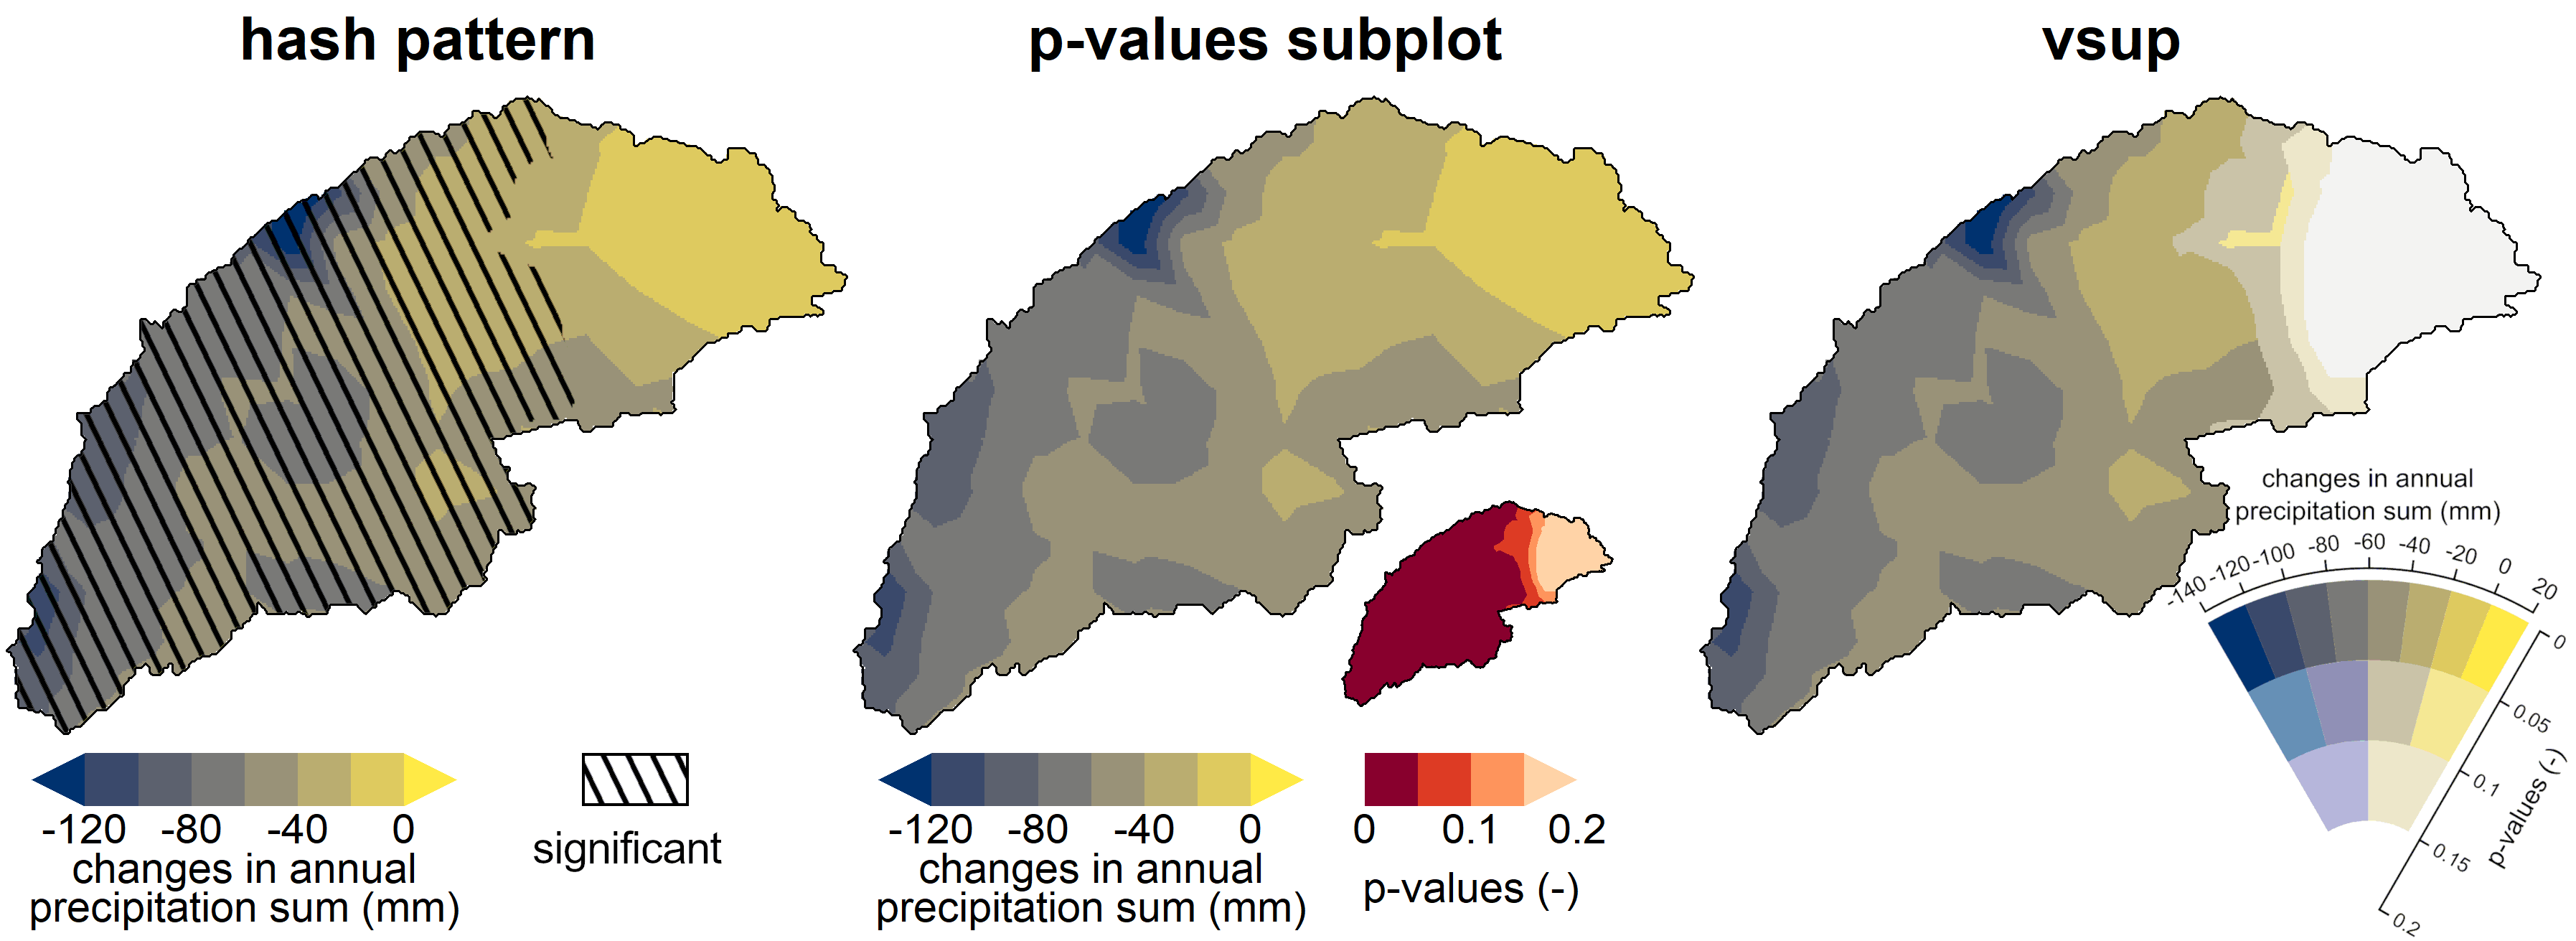 hash pattern
p-values subplot
vsup
changes in annual
precipitation sum (mm)
-140 -120 -100 -80 -60 -40 -20 0 20
0
0.05
0.1
0.15
0.2
p-values (-)
-120 -80 -40 0
changes in annual
precipitation sum (mm)
significant
-120 -80 -40 0
changes in annual
precipitation sum (mm)
0 0.1 0.2
p-values (-)